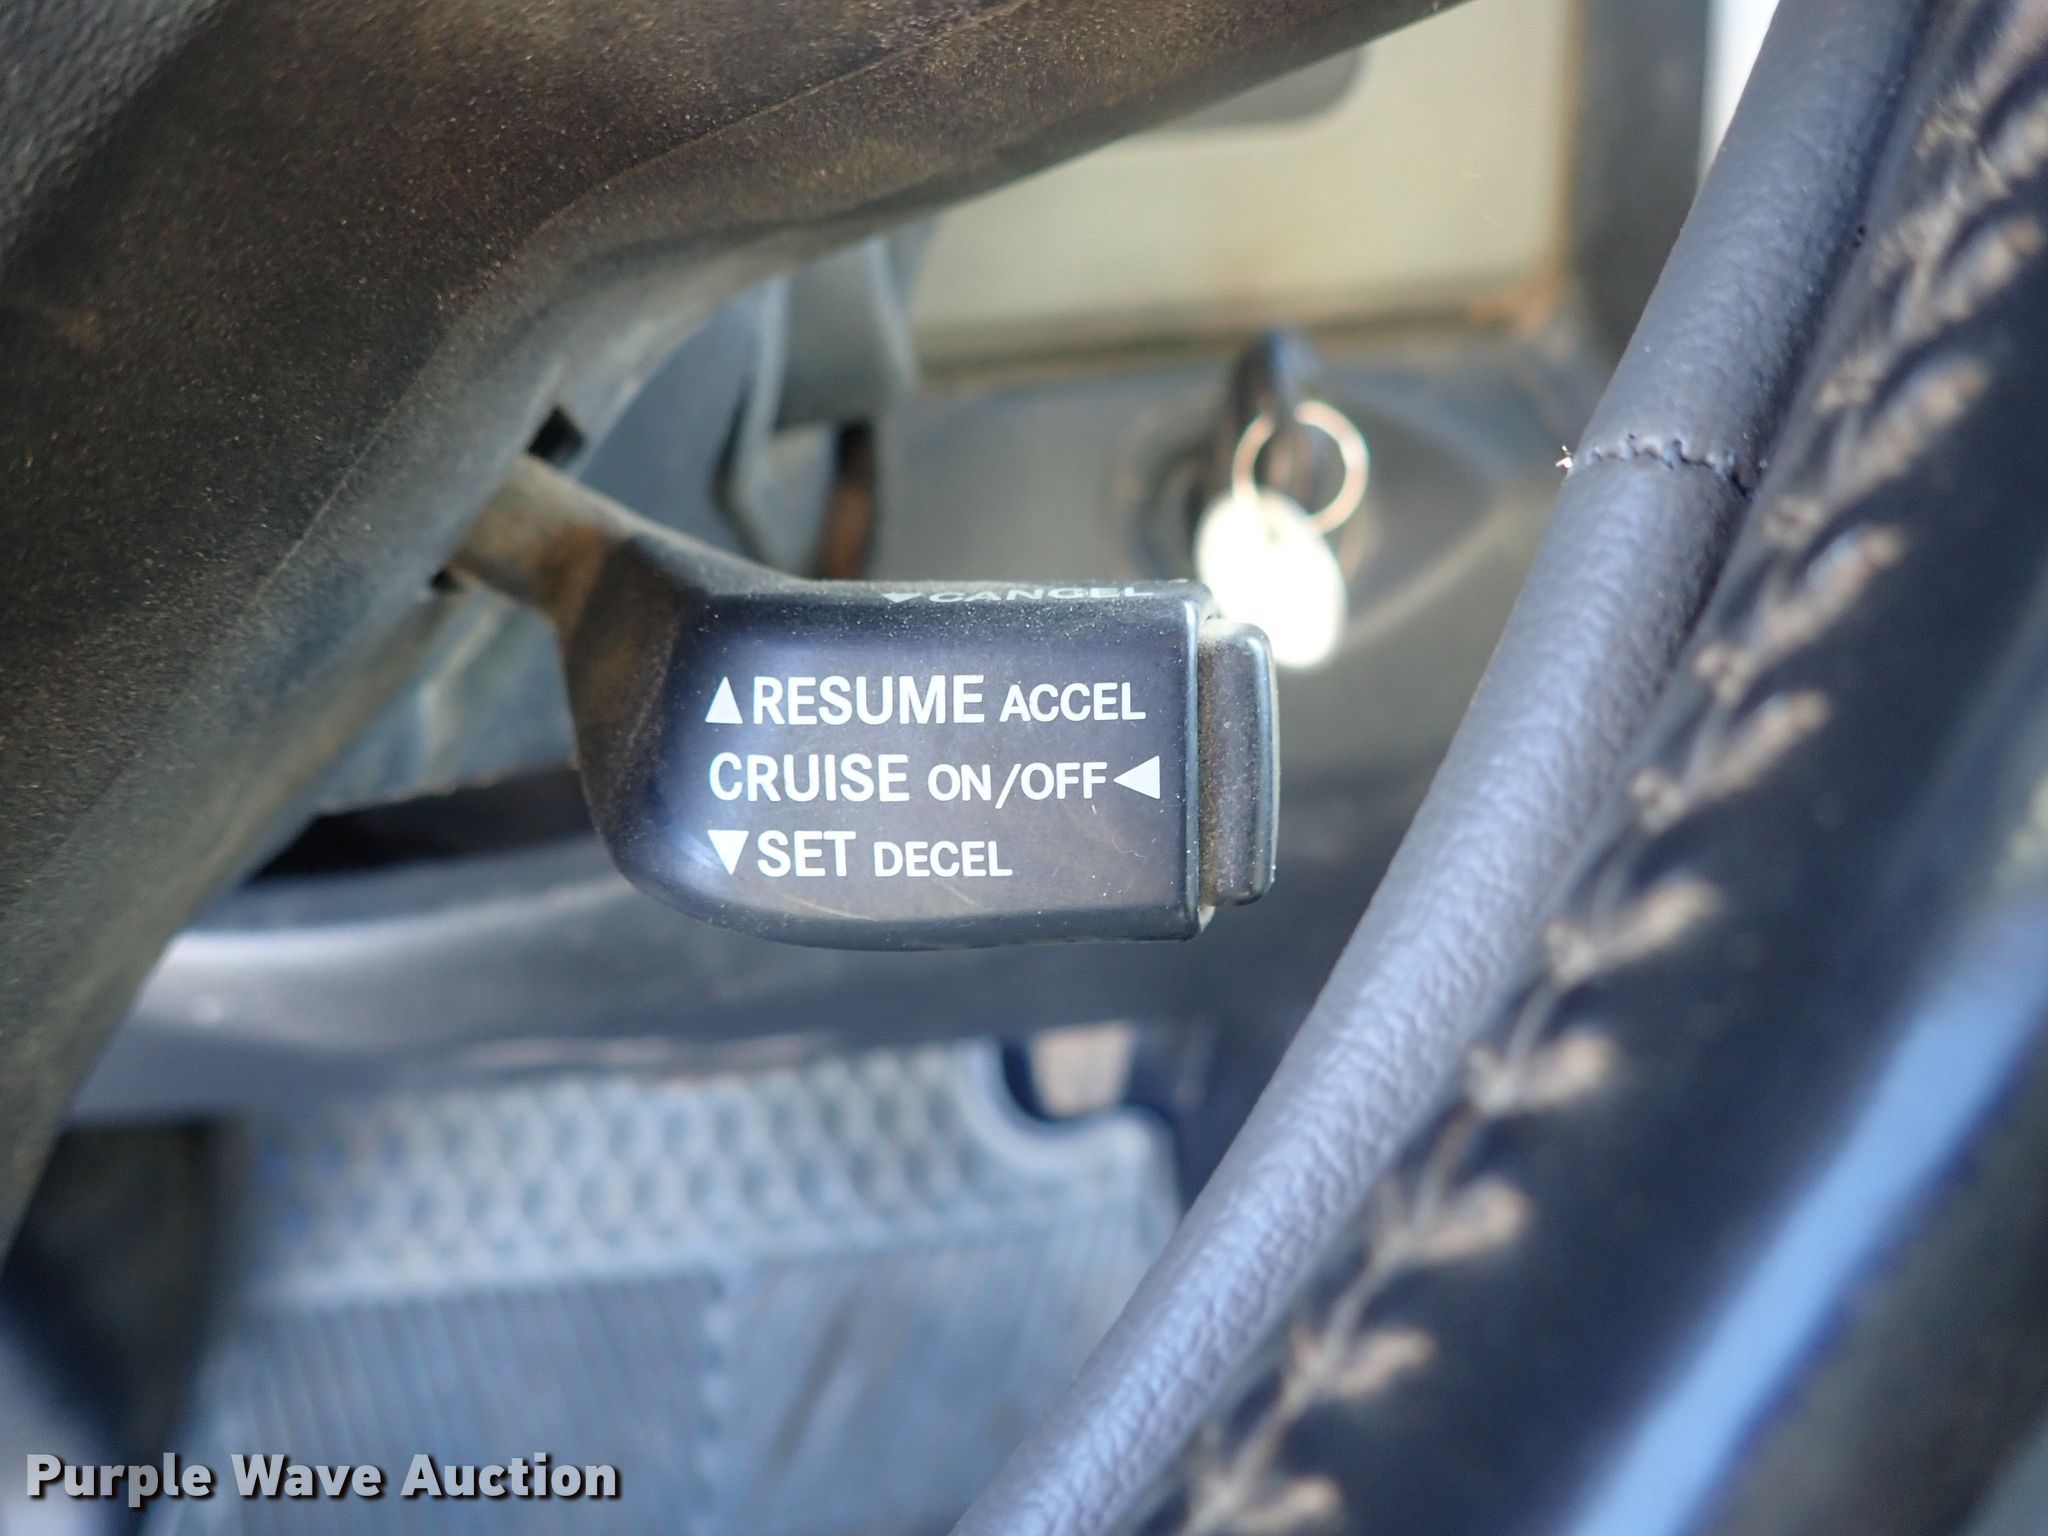 ▼CANCEL
▲RESUME ACCEL
CRUISE ON/OFF◀
▼SET DECEL
Purple Wave Auction